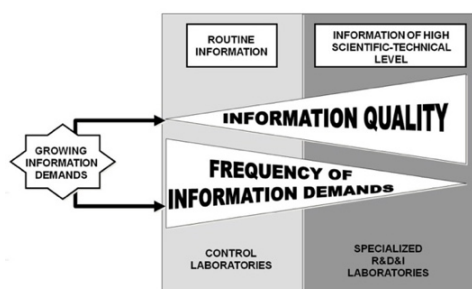 ROUTINE
INFORMATION
INFORMATION OF HIGH
SCIENTIFIC-TECHNICAL
LEVEL
INFORMATION QUALITY
GROWING
INFORMATION
DEMANDS
FREQUENCY OF
INFORMATION DEMANDS
CONTROL
LABORATORIES
SPECIALIZED
R&D&I
LABORATORIES